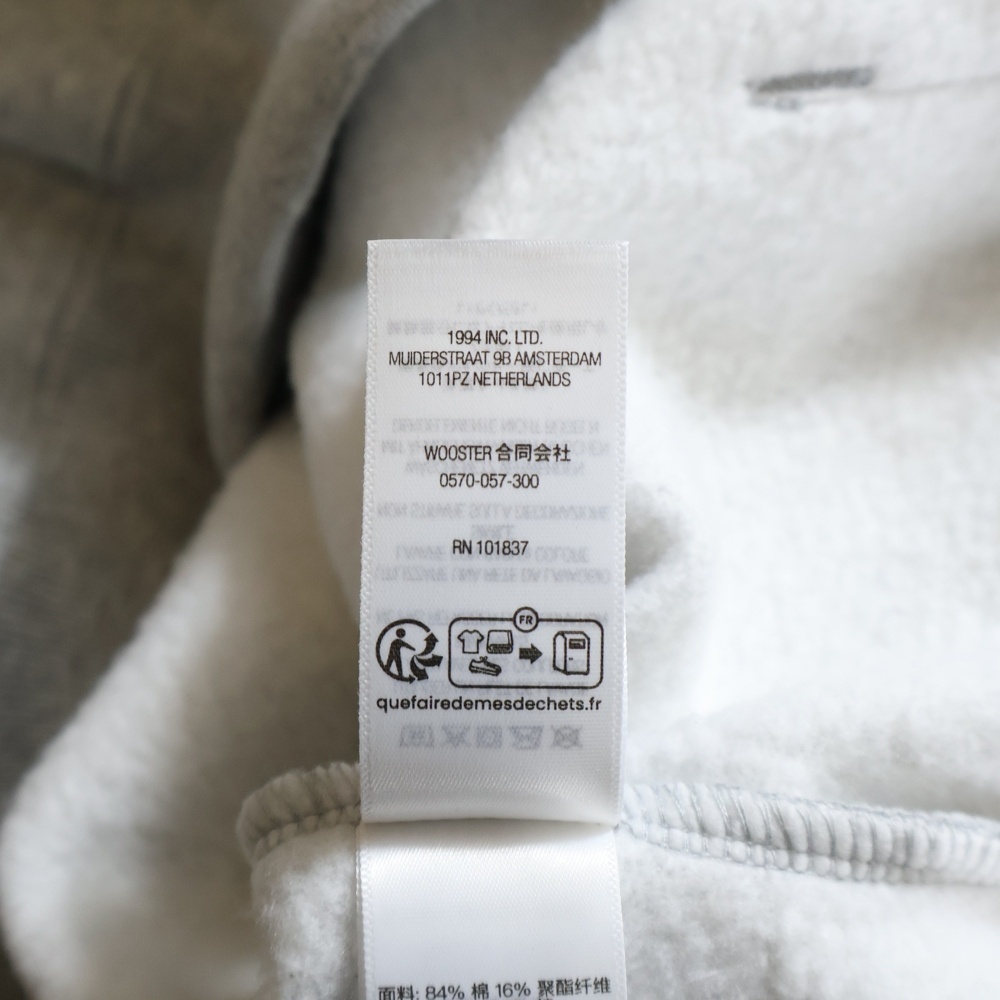 1994 INC. LTD.
MUIDERSTRAAT 9B AMSTERDAM
1011PZ NETHERLANDS
WOOSTER 合同会社
0570-057-300
RN 101837
FR
quefairedemesdechets.fr
面料: 84% 棉 16% 聚酯纤维